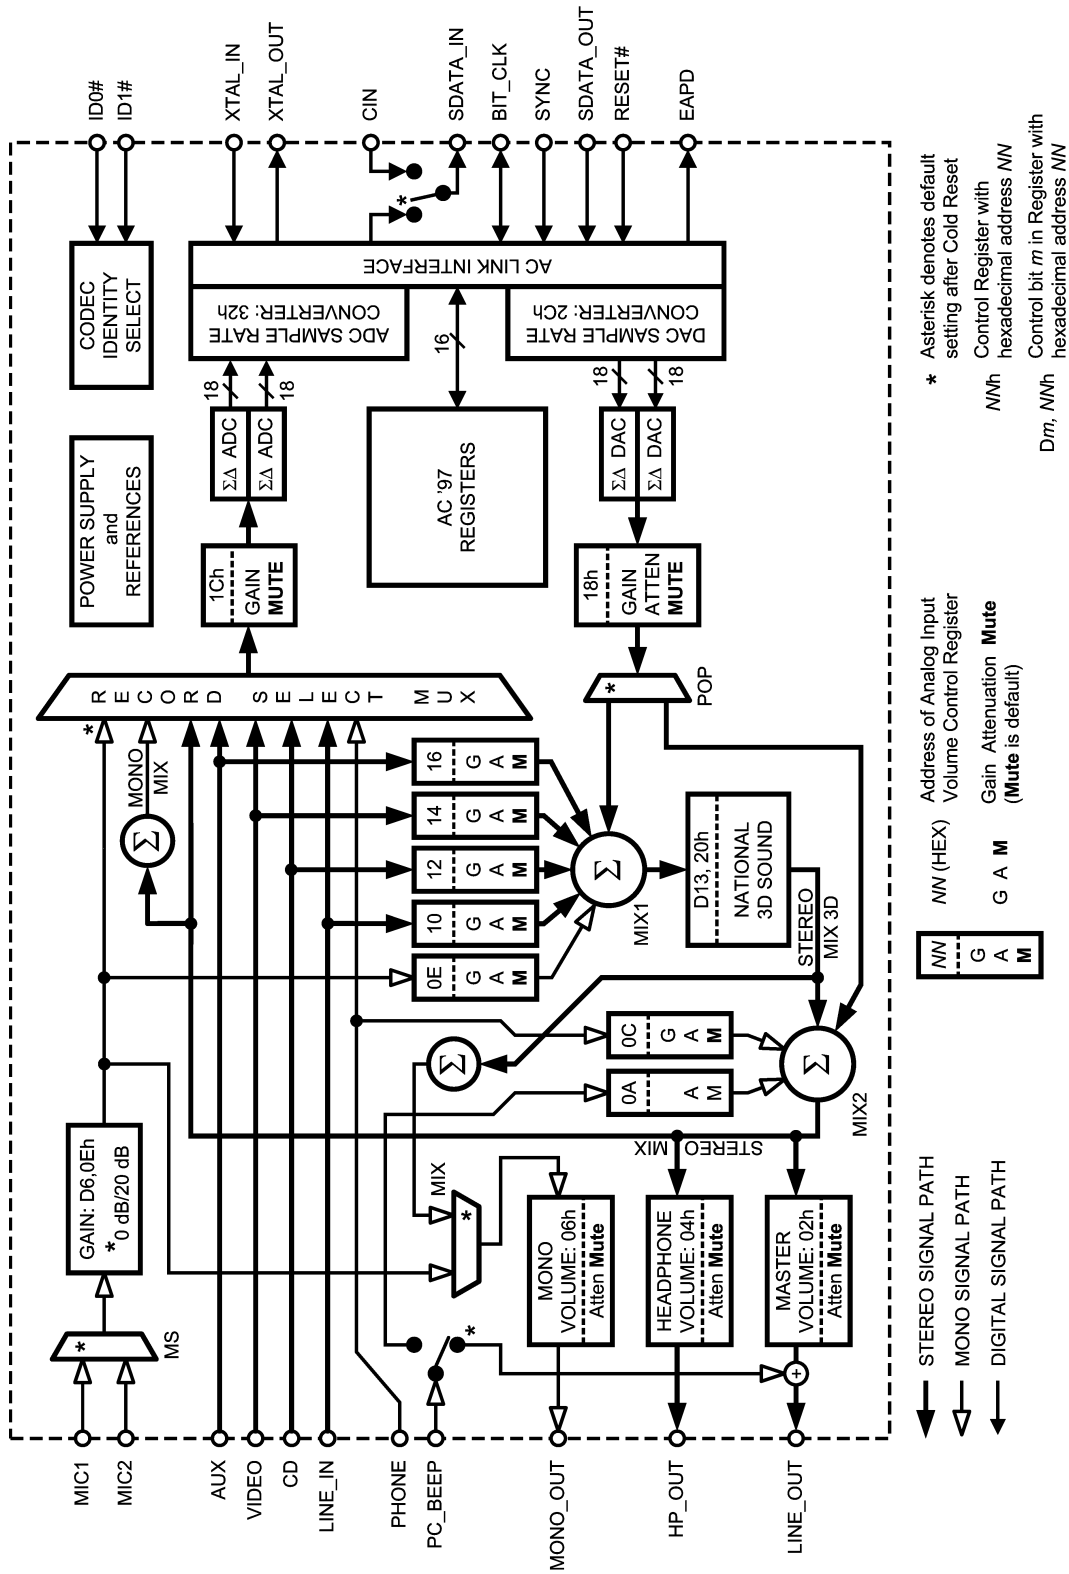 MIC1
MIC2
AUX
VIDEO
CD
LINE_IN
PHONE
PC_BEEP
MONO_OUT
HP_OUT
LINE_OUT
*
MS
GAIN: D6,0Eh
*
0 dB/20 dB
Σ
MONO
MIX
*
RECORD SELECT MUX
POWER SUPPLY
and
REFERENCES
CODEC
IDENTITY
SELECT
ID0#
ID1#
1Ch
GAIN
MUTE
ΣΔ ADC
ΣΔ ADC
18
18
ADC SAMPLE RATE
CONVERTER: 32h
AC LINK INTERFACE
XTAL_IN
XTAL_OUT
CIN
SDATA_IN
BIT_CLK
SYNC
SDATA_OUT
RESET#
EAPD
*
16
AC '97
REGISTERS
DAC SAMPLE RATE
CONVERTER: 2Ch
18
18
ΣΔ DAC
ΣΔ DAC
18h
GAIN
ATTEN
MUTE
*
POP
16
G A M
14
G A M
12
G A M
10
G A M
0E
G A M
Σ
MIX1
D13, 20h
NATIONAL
3D SOUND
STEREO
MIX 3D
0C
G A M
0A
A M
Σ
Σ
MIX2
STEREO
MIX
MIX
*
*
MONO
VOLUME: 06h
Atten Mute
HEADPHONE
VOLUME: 04h
Atten Mute
MASTER
VOLUME: 02h
Atten Mute
+
STEREO SIGNAL PATH
MONO SIGNAL PATH
DIGITAL SIGNAL PATH
NN
G A M
NN (HEX)
Address of Analog Input
Volume Control Register
G A M
Gain Attenuation Mute
(Mute is default)
*
Asterisk denotes default
setting after Cold Reset
NNh
Control Register with
hexadecimal address NN
Dm, NNh
Control bit m in Register with
hexadecimal address NN